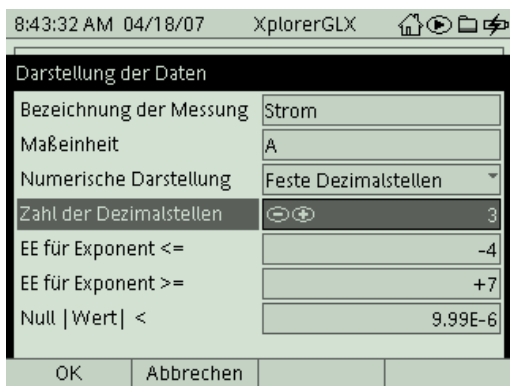 8:43:32 AM 04/18/07 XplorerGLX
Darstellung der Daten
Bezeichnung der Messung Strom
Maßeinheit A
Numerische Darstellung Feste Dezimalstellen
Zahl der Dezimalstellen 3
EE für Exponent <= -4
EE für Exponent >= +7
Null |Wert| < 9.99E-6
OK Abbrechen